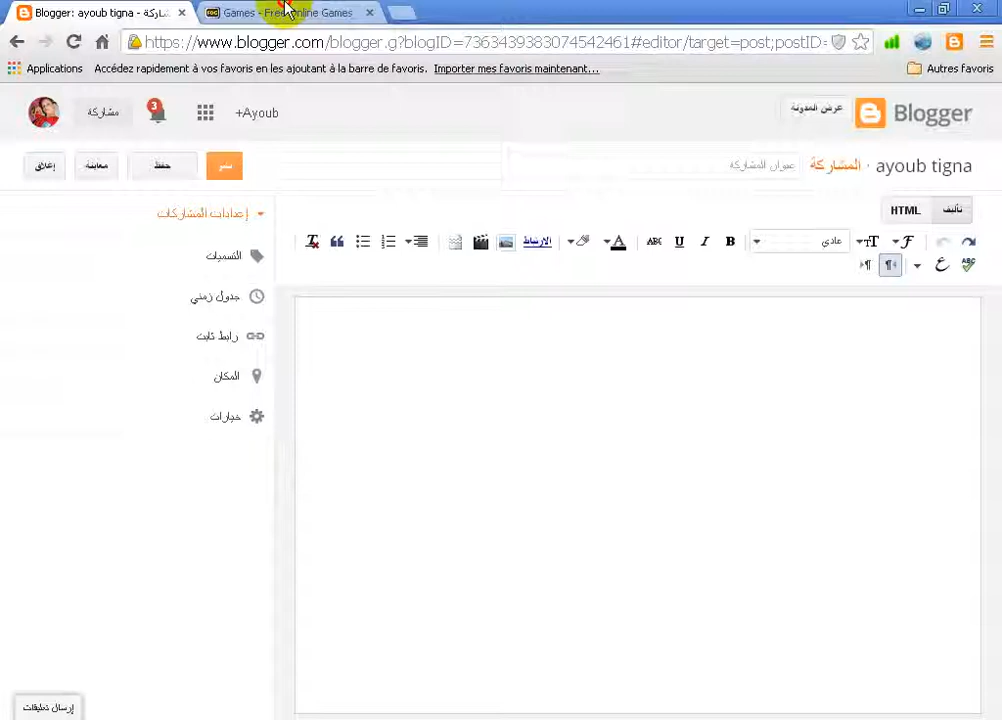 Blogger: ayoub tigna - مشاركة
Games - Free Online Games
https://www.blogger.com/blogger.g?blogID=7363439383074542461#editor/target=post;postID=
Applications Accédez rapidement à vos favoris en les ajoutant à la barre de favoris. Importer mes favoris maintenant... Autres favoris
مشاركة 3 +Ayoub عرض المدونة Blogger
ayoub tigna · المشاركة عنوان المشاركة نشر حفظ معاينة إغلاق
HTML تأليف
إعدادات المشاركات
ABC U I B عادي T F الارتباط
ABC ع
التسميات
جدول زمني
رابط ثابت
المكان
خيارات
إرسال تعليقات